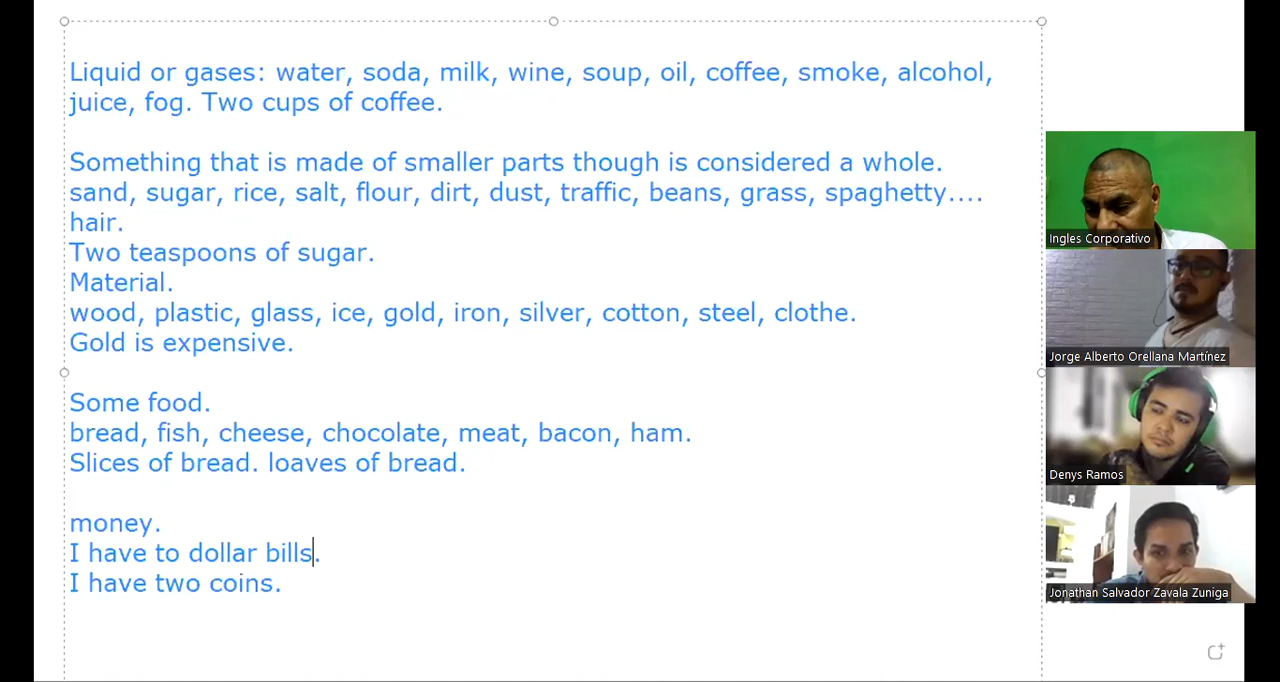 Liquid or gases: water, soda, milk, wine, soup, oil, coffee, smoke, alcohol,
juice, fog. Two cups of coffee.
Something that is made of smaller parts though is considered a whole.
sand, sugar, rice, salt, flour, dirt, dust, traffic, beans, grass, spaghetty....
hair.
Two teaspoons of sugar.
Material.
wood, plastic, glass, ice, gold, iron, silver, cotton, steel, clothe.
Gold is expensive.
Some food.
bread, fish, cheese, chocolate, meat, bacon, ham.
Slices of bread. loaves of bread.
money.
I have to dollar bills.
I have two coins.
Ingles Corporativo
Jorge Alberto Orellana Martínez
Denys Ramos
Jonathan Salvador Zavala Zuniga